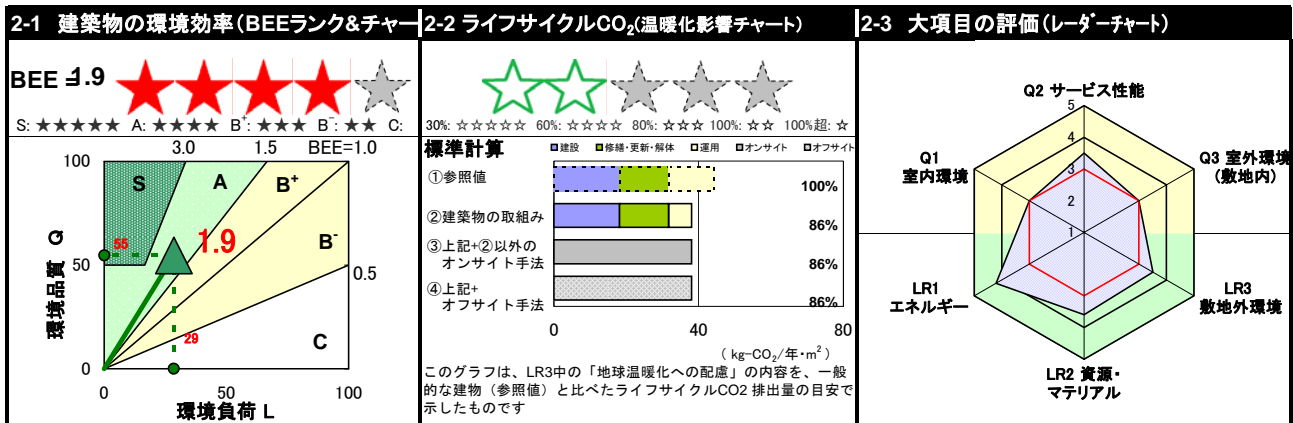 2-1 建築物の環境効率(BEEランク&チャー
BEE = 1.9
S: ★★★★★ A: ★★★★ B+: ★★★ B-: ★★ C:
3.0 1.5 BEE=1.0
100
S
A
B+
B-
0.5
C
55
1.9
50
29
0
環境品質 Q
0 50 100
環境負荷 L
2-2 ライフサイクルCO2(温暖化影響チャート)
30%: ☆☆☆☆☆ 60%: ☆☆☆☆ 80%: ☆☆☆ 100%: ☆☆ 100%超: ☆
標準計算
■建設 ■修繕・更新・解体 □運用 ■オンサイト ■オフサイト
①参照値
100%
②建築物の取組み
86%
③上記+②以外の
オンサイト手法
86%
④上記+
オフサイト手法
86%
0 40 80
( kg-CO2/年・m2 )
このグラフは、LR3中の「地球温暖化への配慮」の内容を、一般
的な建物(参照値)と比べたライフサイクルCO2 排出量の目安で
示したものです
2-3 大項目の評価(レーダーチャート)
Q2 サービス性能
5
4
3
2
1
Q1
室内環境
Q3 室外環境
(敷地内)
LR1
エネルギー
LR3
敷地外環境
LR2 資源・
マテリアル